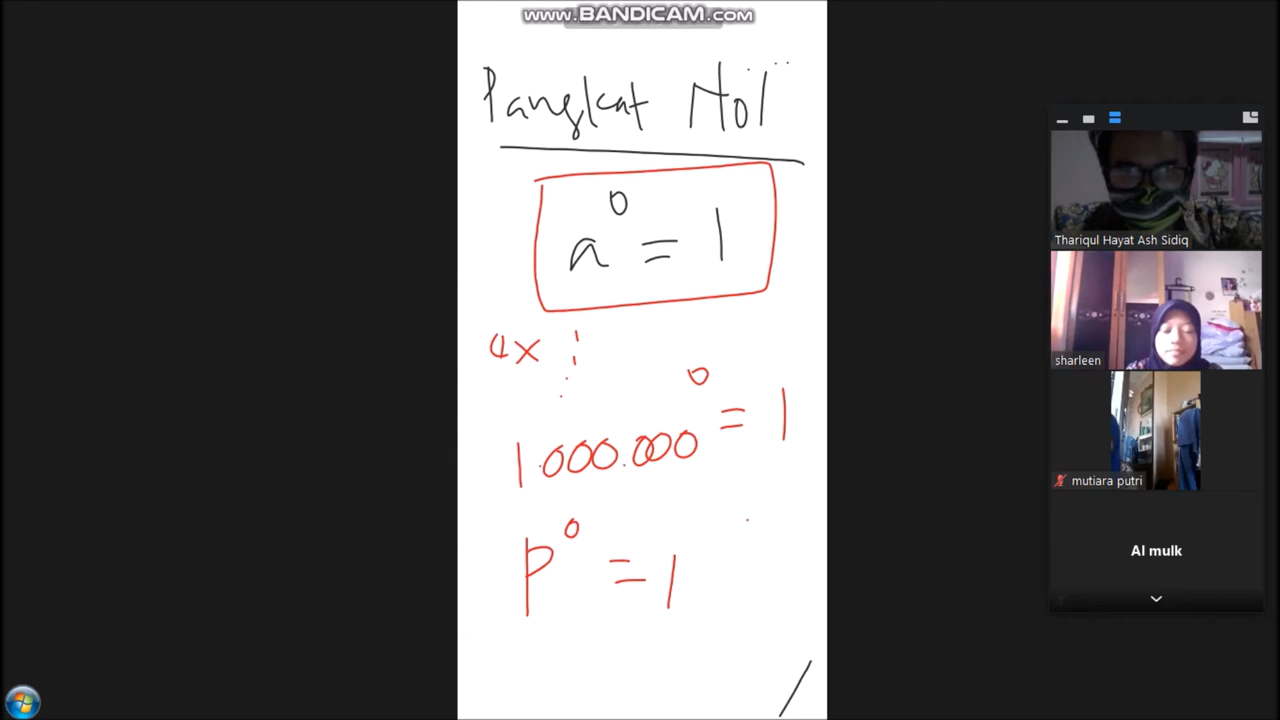 www.BANDICAM.com
Pangkat Nol
a⁰ = 1
1.000.000⁰ = 1
p⁰ = 1
Thariqul Hayat Ash Sidiq
sharleen
mutiara putri
Al mulk